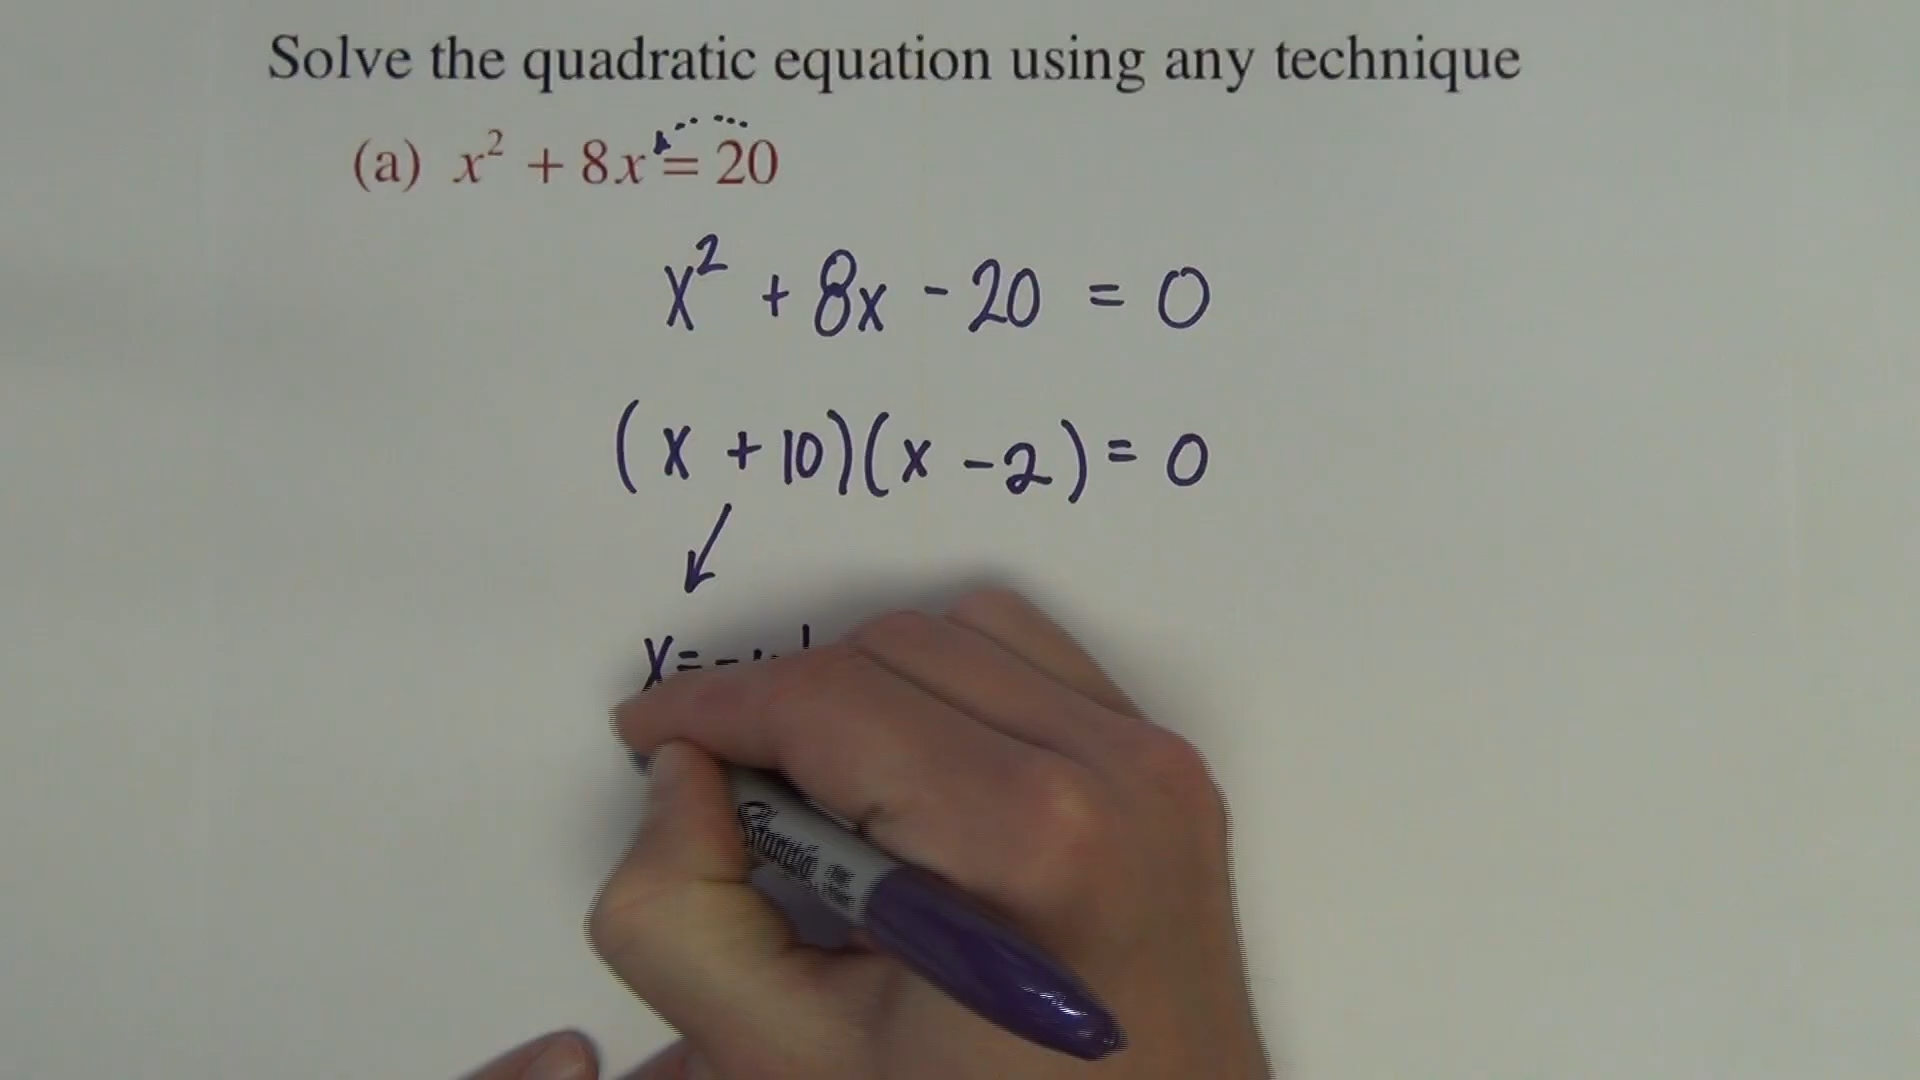 Solve the quadratic equation using any technique
(a) x² + 8x = 20
x² + 8x - 20 = 0
(x + 10)(x - 2) = 0
x = -